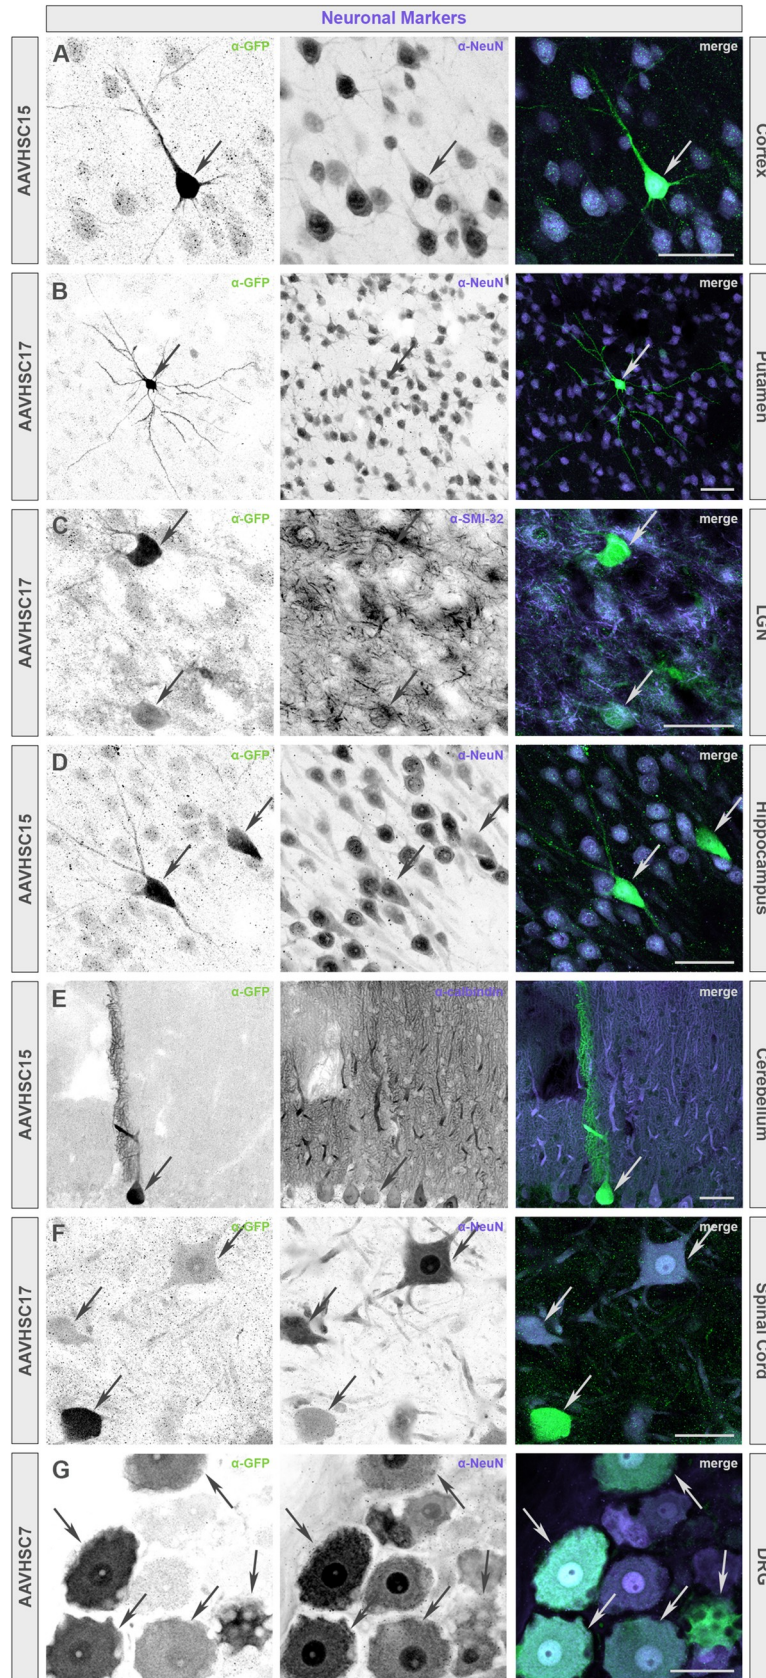 Neuronal Markers
AAVHSC15
A
α-GFP
α-NeuN
merge
Cortex
AAVHSC17
B
α-GFP
α-NeuN
merge
Putamen
AAVHSC17
C
α-GFP
α-SMI-32
merge
LGN
AAVHSC15
D
α-GFP
α-NeuN
merge
Hippocampus
AAVHSC15
E
α-GFP
merge
Cerebellum
AAVHSC17
F
α-GFP
α-NeuN
merge
Spinal Cord
AAVHSC7
G
α-GFP
α-NeuN
merge
DRG